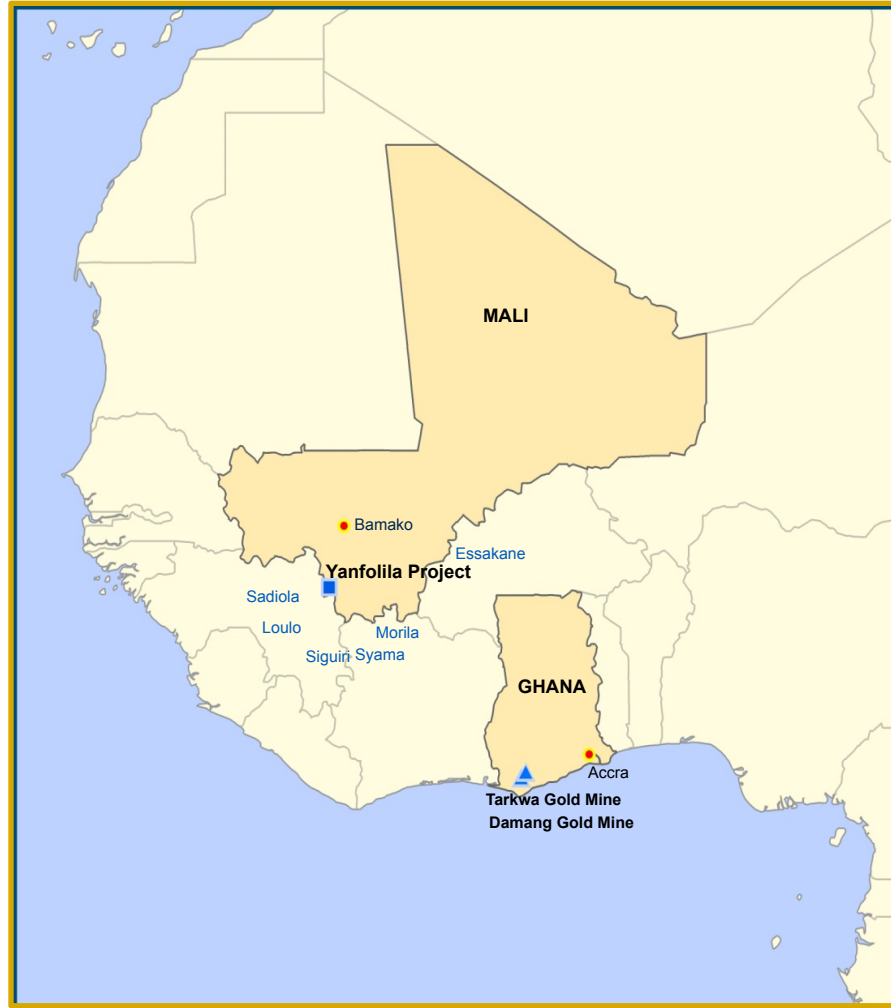 MALI
Bamako
Essakane
Yanfolila Project
Sadiola
Loulo
Morila
Siguiri
Syama
GHANA
Accra
Tarkwa Gold Mine
Damang Gold Mine